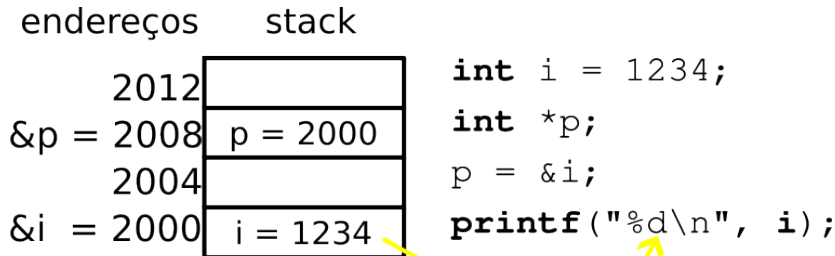 endereços stack
2012
&p = 2008 p = 2000
2004
&i = 2000 i = 1234
int i = 1234;
int *p;
p = &i;
printf("%d\n", i);